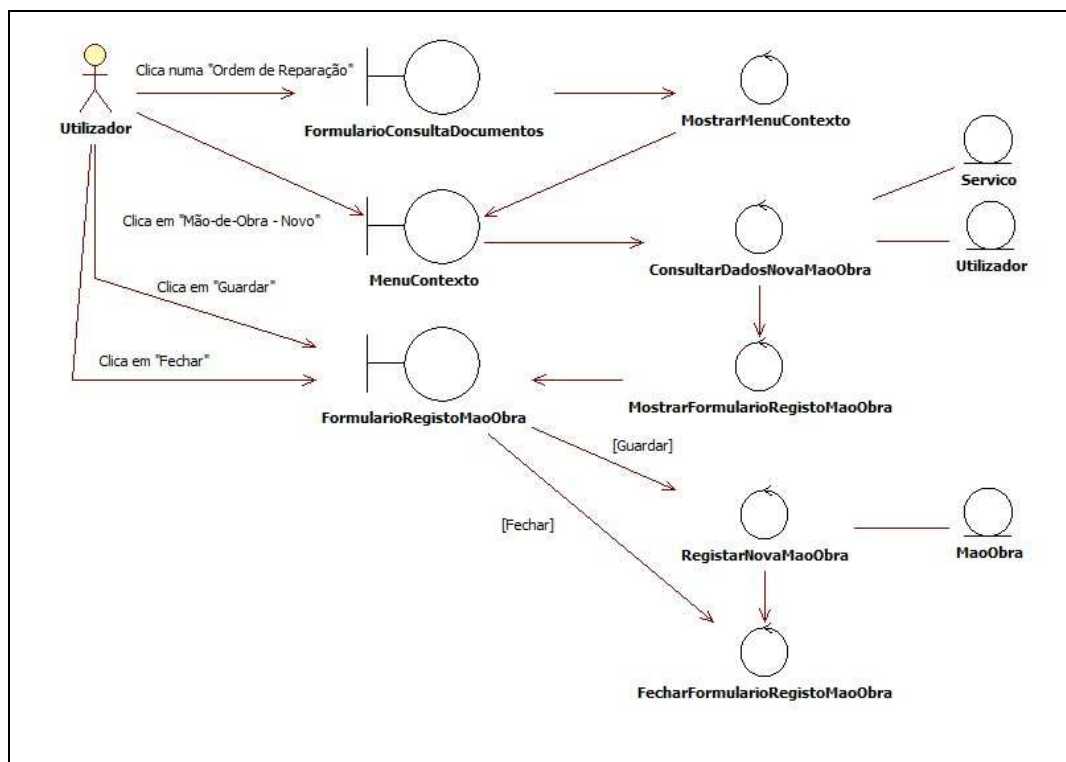 Clica numa "Ordem de Reparação"
Utilizador
FormularioConsultaDocumentos
MostrarMenuContexto
Servico
Clica em "Mão-de-Obra - Novo"
MenuContexto
ConsultarDadosNovaMaoObra
Utilizador
Clica em "Guardar"
Clica em "Fechar"
FormularioRegistoMaoObra
MostrarFormularioRegistoMaoObra
[Guardar]
[Fechar]
RegistarNovaMaoObra
MaoObra
FecharFormularioRegistoMaoObra